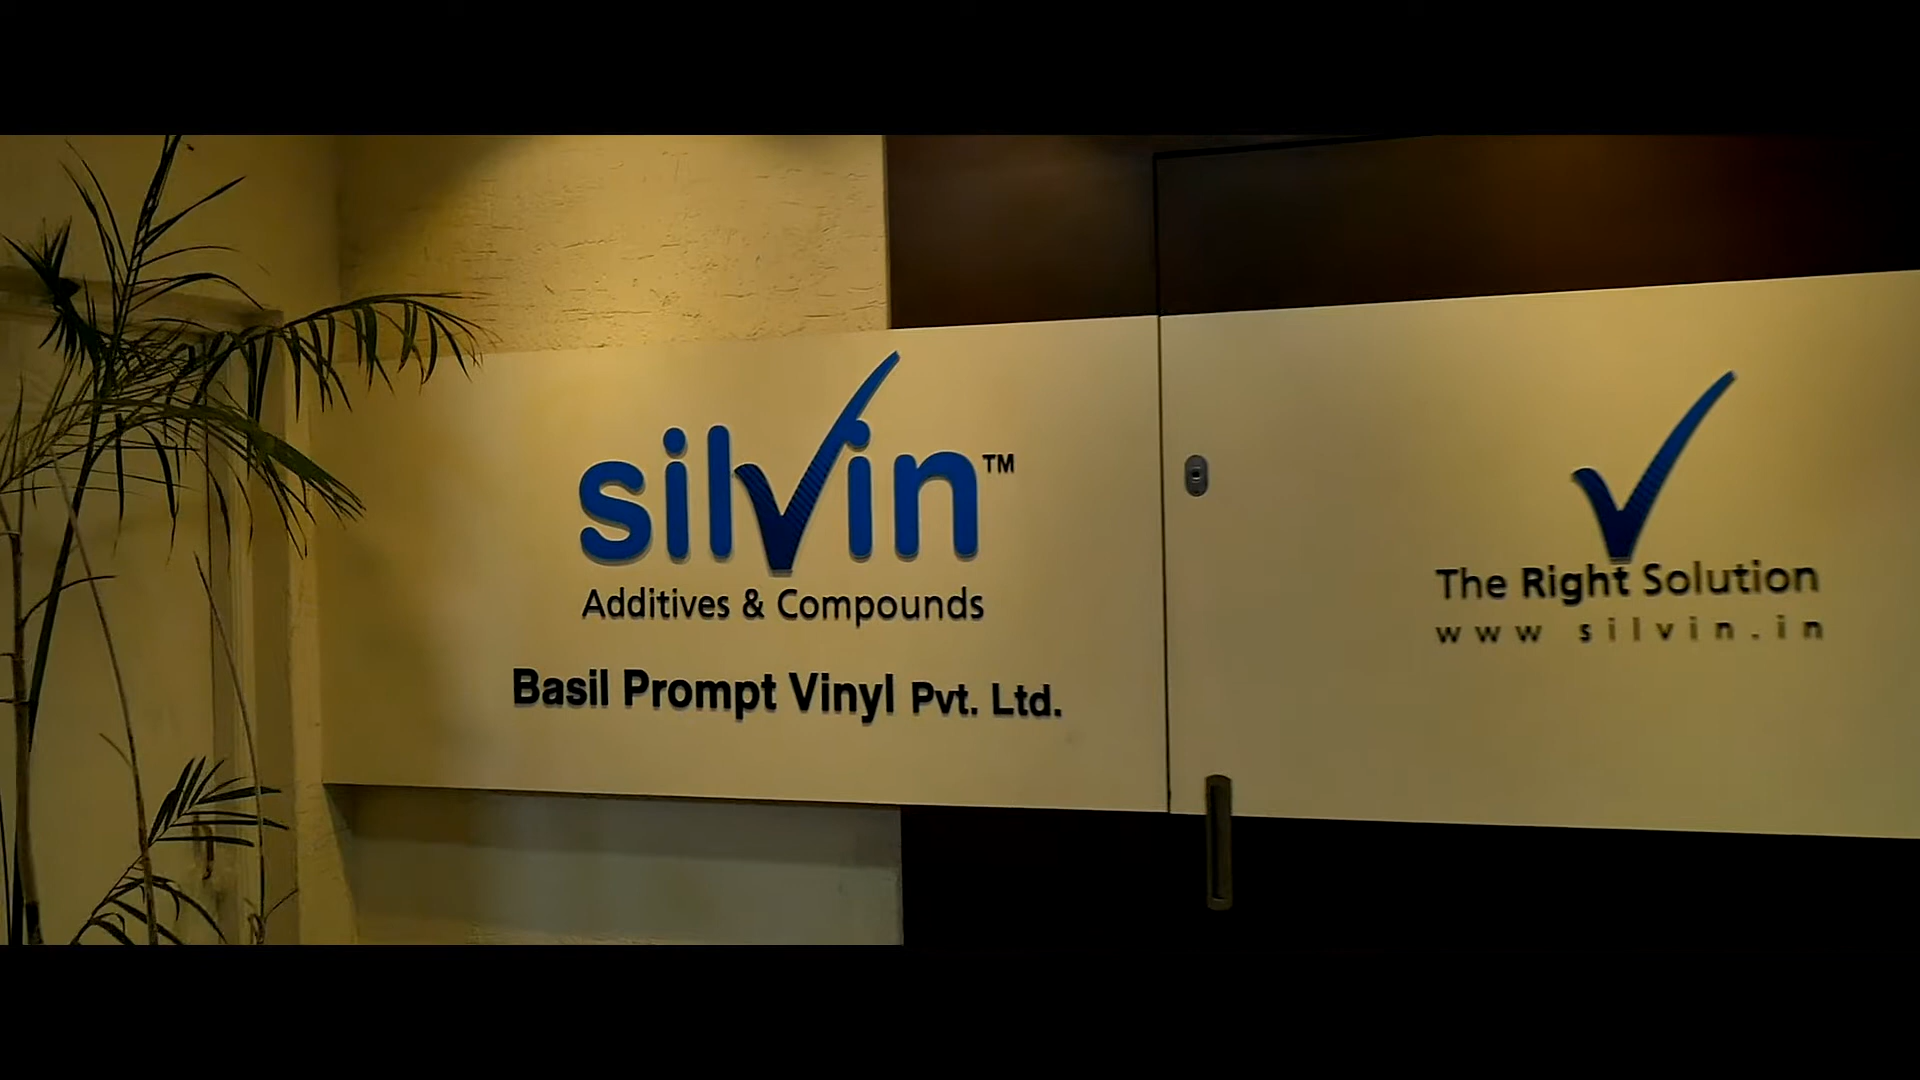 silvin™
Additives & Compounds
Basil Prompt Vinyl Pvt. Ltd.
The Right Solution
www silvin.in